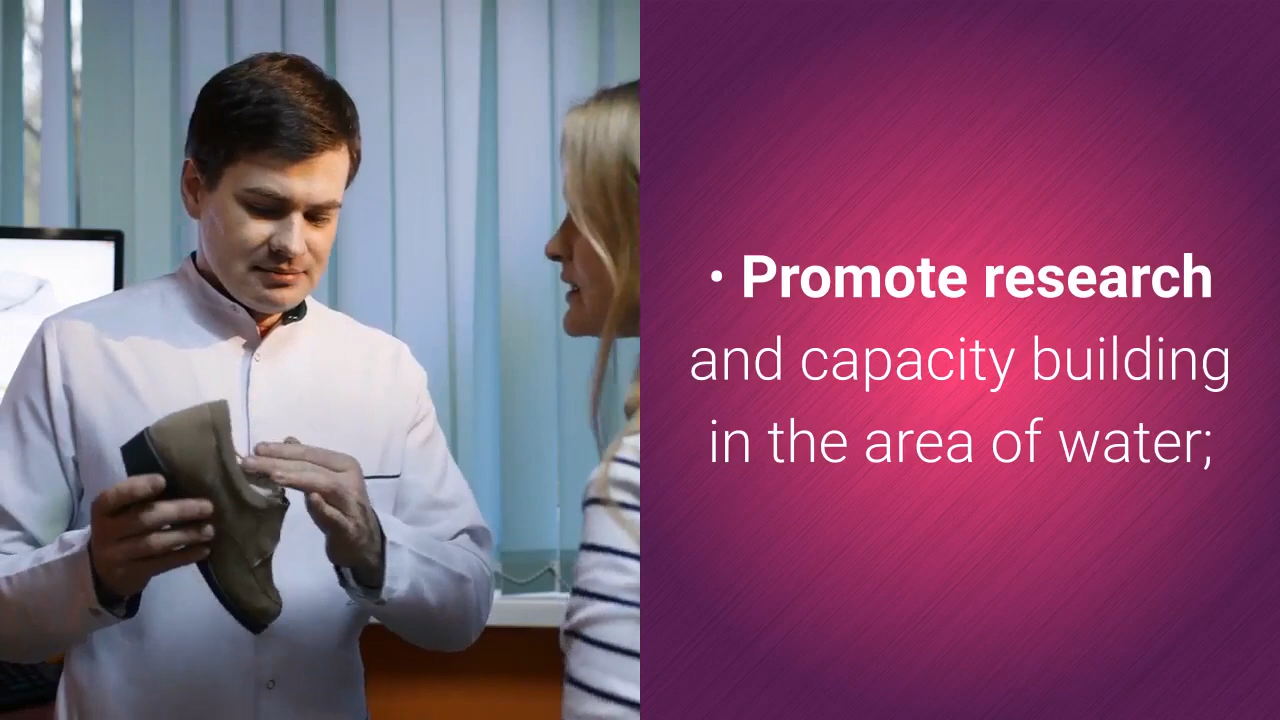 • Promote research
and capacity building
in the area of water;